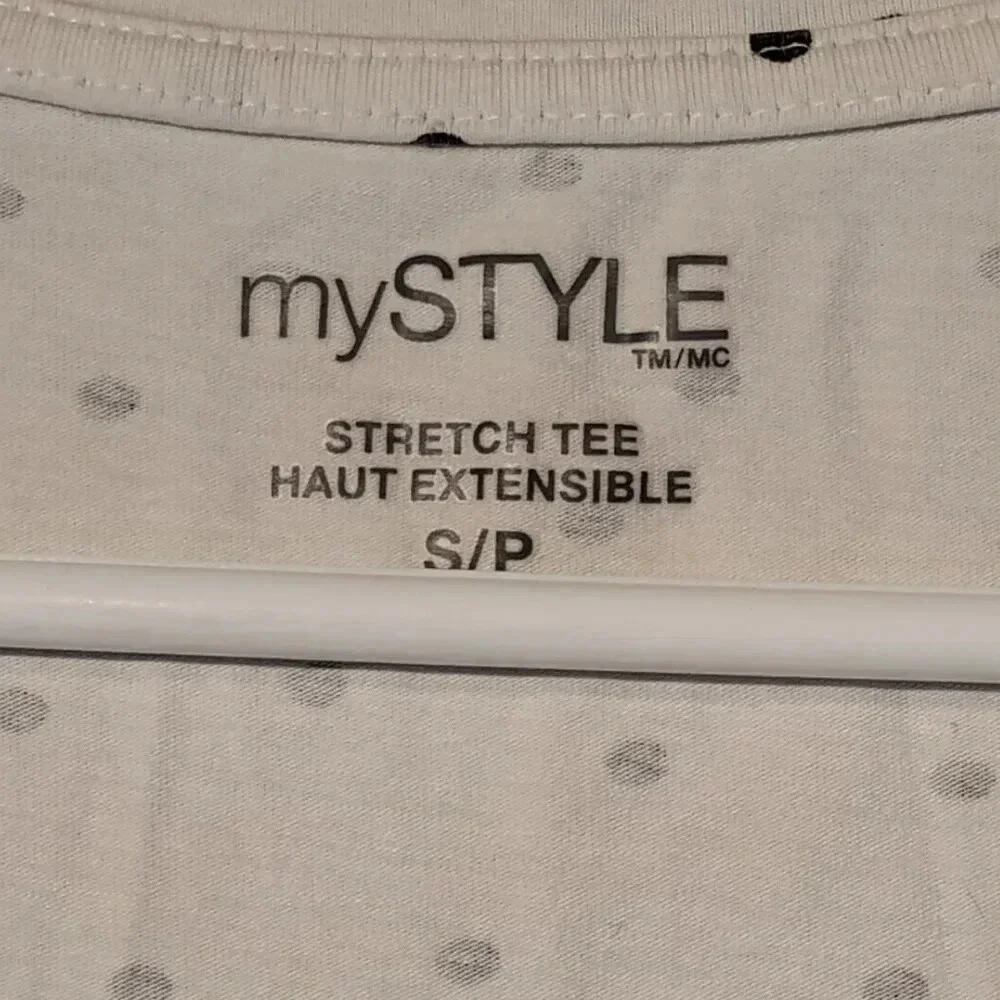 mySTYLE
TM/MC
STRETCH TEE
HAUT EXTENSIBLE
S/P